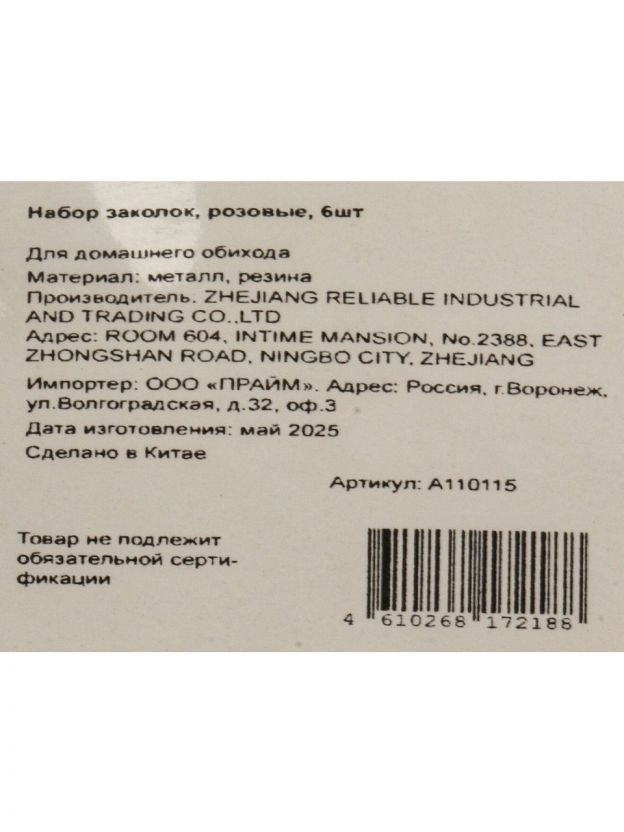 Набор заколок, розовые, 6шт
Для домашнего обихода
Материал: металл, резина
Производитель. ZHEJIANG RELIABLE INDUSTRIAL
AND TRADING CO.,LTD
Адрес: ROOM 604, INTIME MANSION, No.2388, EAST
ZHONGSHAN ROAD, NINGBO CITY, ZHEJIANG
Импортер: ООО «ПРАЙМ». Адрес: Россия, г.Воронеж,
ул.Волгоградская, д.32, оф.3
Дата изготовления: май 2025
Сделано в Китае
Артикул: А110115
Товар не подлежит
обязательной серти-
фикации
4 610268 172188